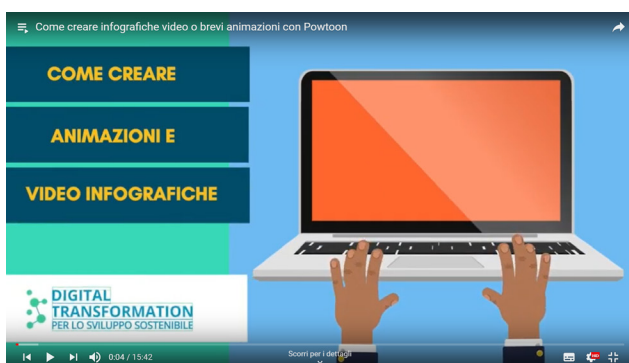 Come creare infografiche video o brevi animazioni con Powtoon
COME CREARE
ANIMAZIONI E
VIDEO INFOGRAFICHE
DIGITAL
TRANSFORMATION
PER LO SVILUPPO SOSTENIBILE
0:04 / 15:42
Scorri per i dettagli